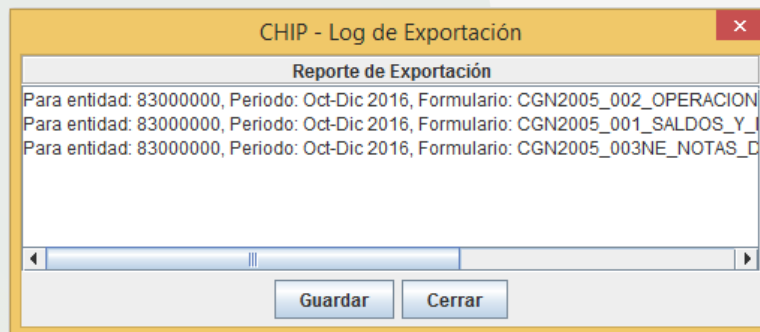 CHIP - Log de Exportación
Reporte de Exportación
Para entidad: 83000000, Periodo: Oct-Dic 2016, Formulario: CGN2005_002_OPERACION
Para entidad: 83000000, Periodo: Oct-Dic 2016, Formulario: CGN2005_001_SALDOS_Y_
Para entidad: 83000000, Periodo: Oct-Dic 2016, Formulario: CGN2005_003NE_NOTAS_D
Guardar Cerrar